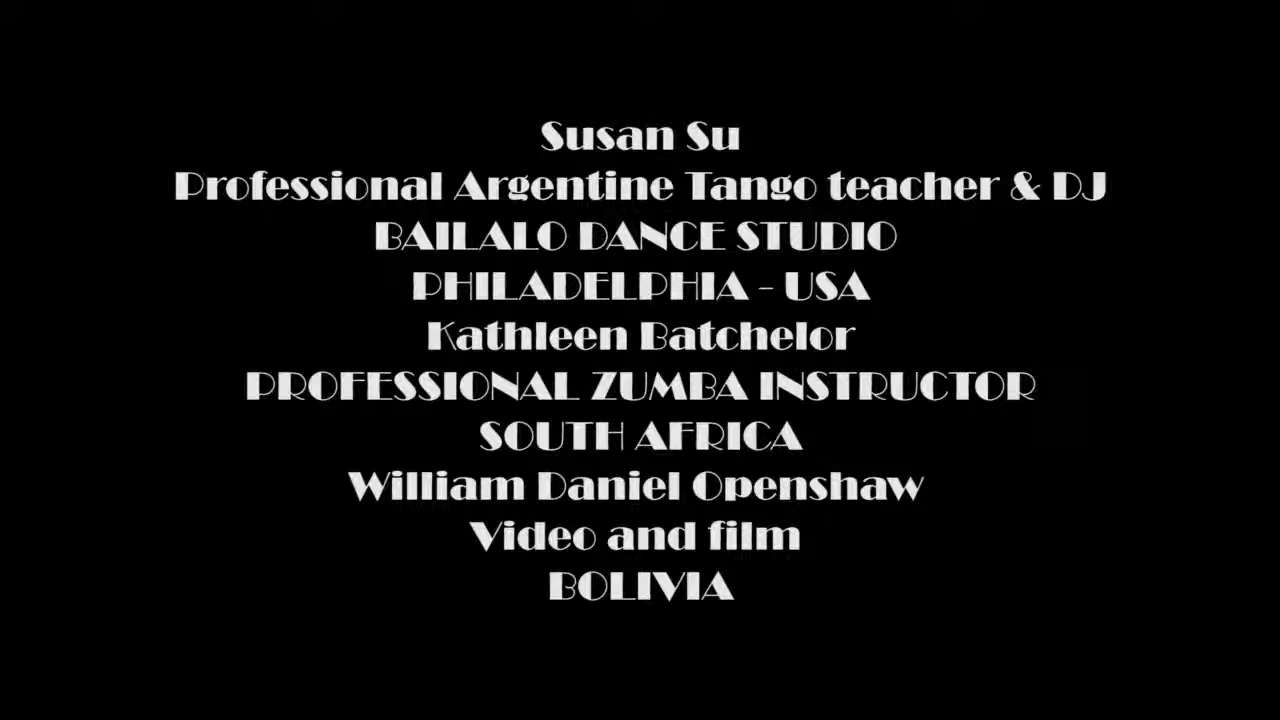 Susan Su
Professional Argentine Tango teacher & DJ
BAILALO DANCE STUDIO
PHILADELPHIA - USA
Kathleen Batchelor
PROFESSIONAL ZUMBA INSTRUCTOR
SOUTH AFRICA
William Daniel Openshaw
Video and film
BOLIVIA